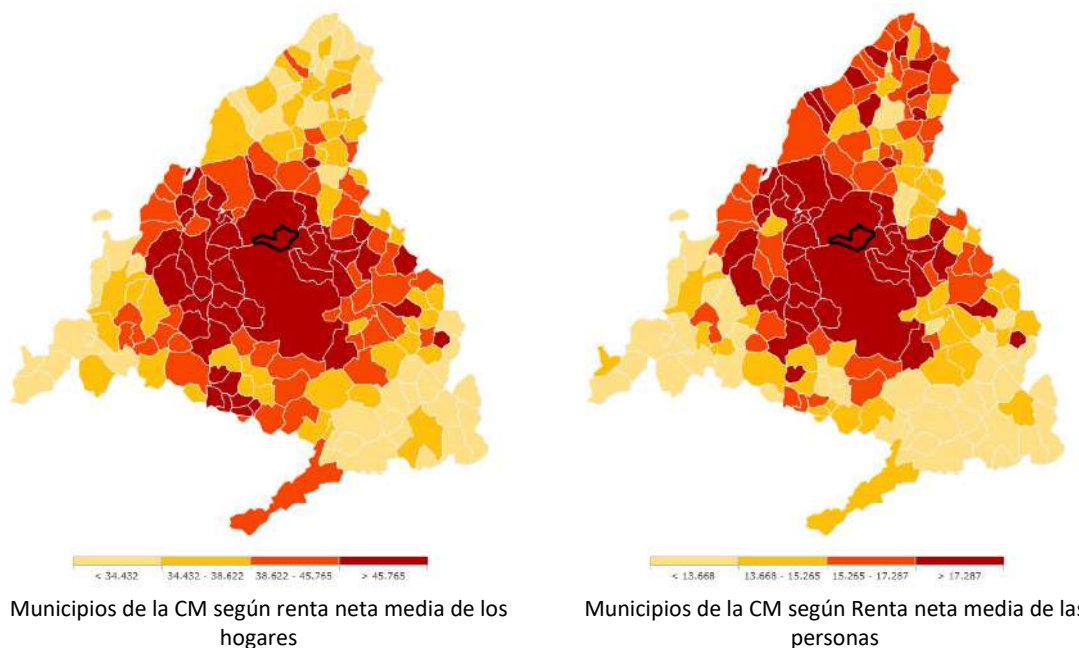 < 34.432 34.432 - 38.622 38.622 - 45.765 > 45.765
Municipios de la CM según renta neta media de los
hogares
< 13.668 13.668 - 15.265 15.265 - 17.287 > 17.287
Municipios de la CM según Renta neta media de las
personas